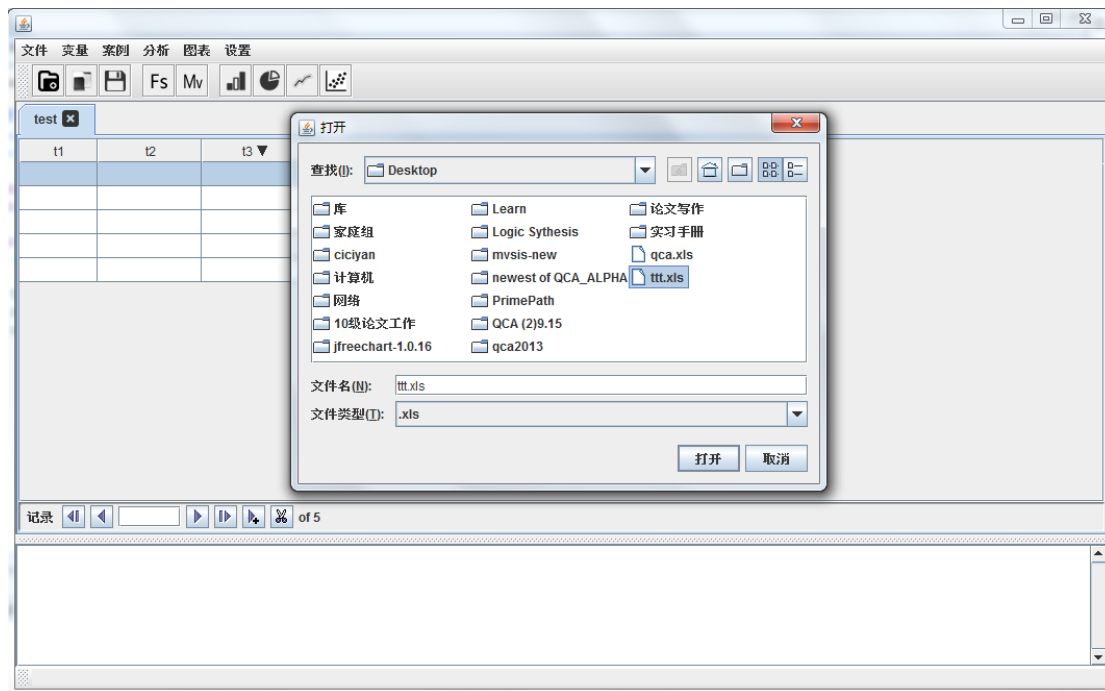 文件 变量 案例 分析 图表 设置
Fs Mv
test
t1 t2 t3
打开
查找(I): Desktop
库 Learn 论文写作
家庭组 Logic Sythesis 实习手册
ciciyan mvsis-new qca.xls
计算机 newest of QCA_ALPHA ttt.xls
网络 PrimePath
10级论文工作 QCA (2)9.15
jfreechart-1.0.16 qca2013
文件名(N): ttt.xls
文件类型(T): .xls
打开 取消
记录 of 5